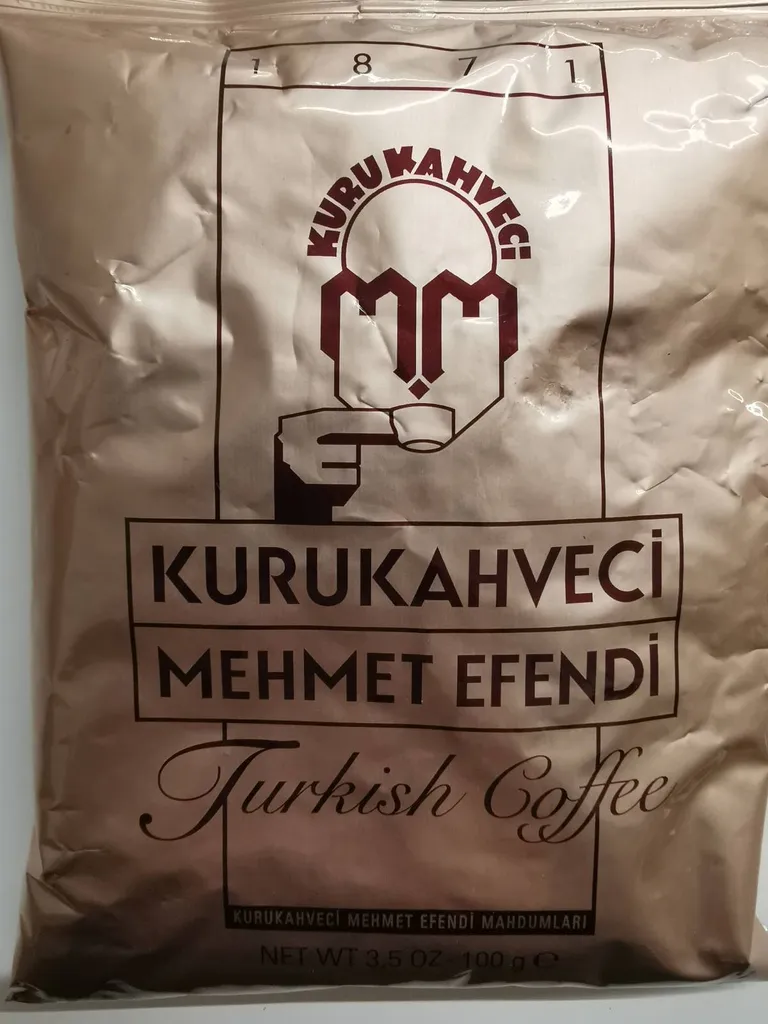 1 8 7 1
KURUKAHVECİ
MM
KURUKAHVECİ
MEHMET EFENDİ
Turkish Coffee
KURUKAHVECİ MEHMET EFENDİ MAHDUMLARI
NET WT 3,5 OZ 100 g ℮